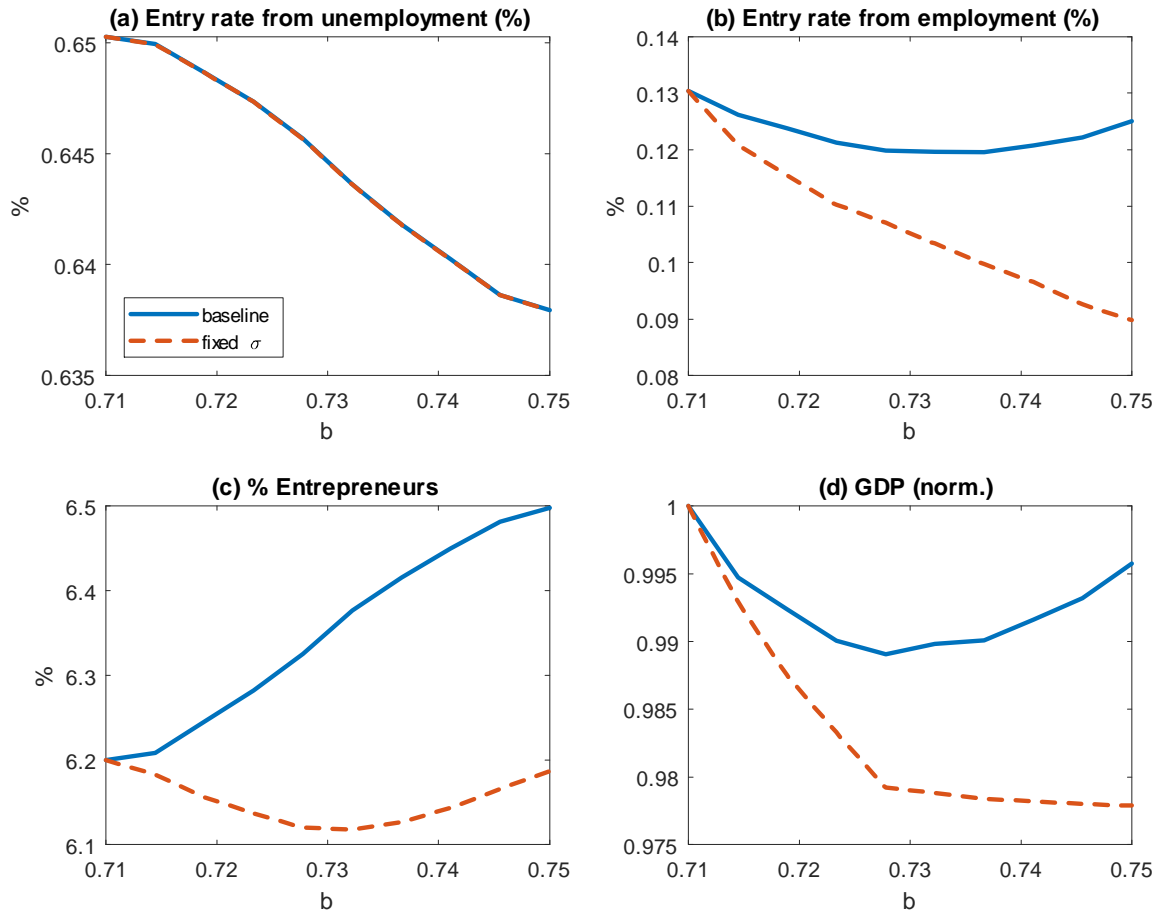 (a) Entry rate from unemployment (%)
0.65
0.645
0.64
0.635
%
baseline
fixed σ
0.71 0.72 0.73 0.74 0.75
b
(b) Entry rate from employment (%)
0.14
0.13
0.12
0.11
0.1
0.09
0.08
%
0.71 0.72 0.73 0.74 0.75
b
(c) % Entrepreneurs
6.5
6.4
6.3
6.2
6.1
%
0.71 0.72 0.73 0.74 0.75
b
(d) GDP (norm.)
1
0.995
0.99
0.985
0.98
0.975
0.71 0.72 0.73 0.74 0.75
b